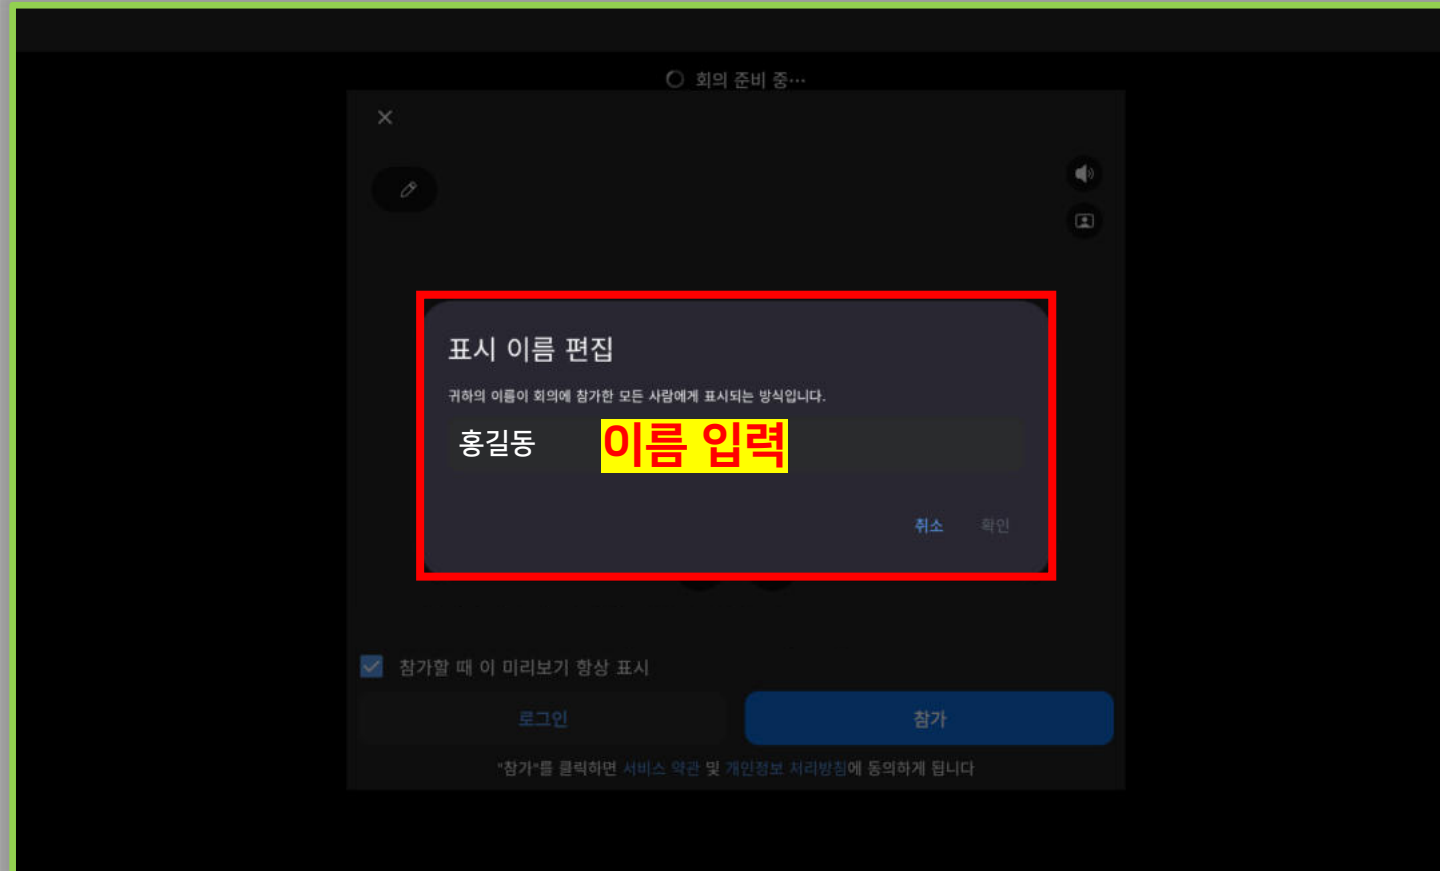 회의 준비 중···
표시 이름 편집
귀하의 이름이 회의에 참가한 모든 사람에게 표시되는 방식입니다.
홍길동 이름 입력
취소 확인
참가할 때 이 미리보기 항상 표시
로그인 참가
"참가"를 클릭하면 서비스 약관 및 개인정보 처리방침에 동의하게 됩니다